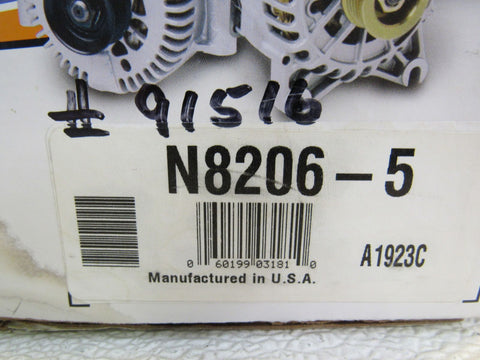 # 91516
N8206-5
0 60199 03181 0
A1923C
Manufactured in U.S.A.